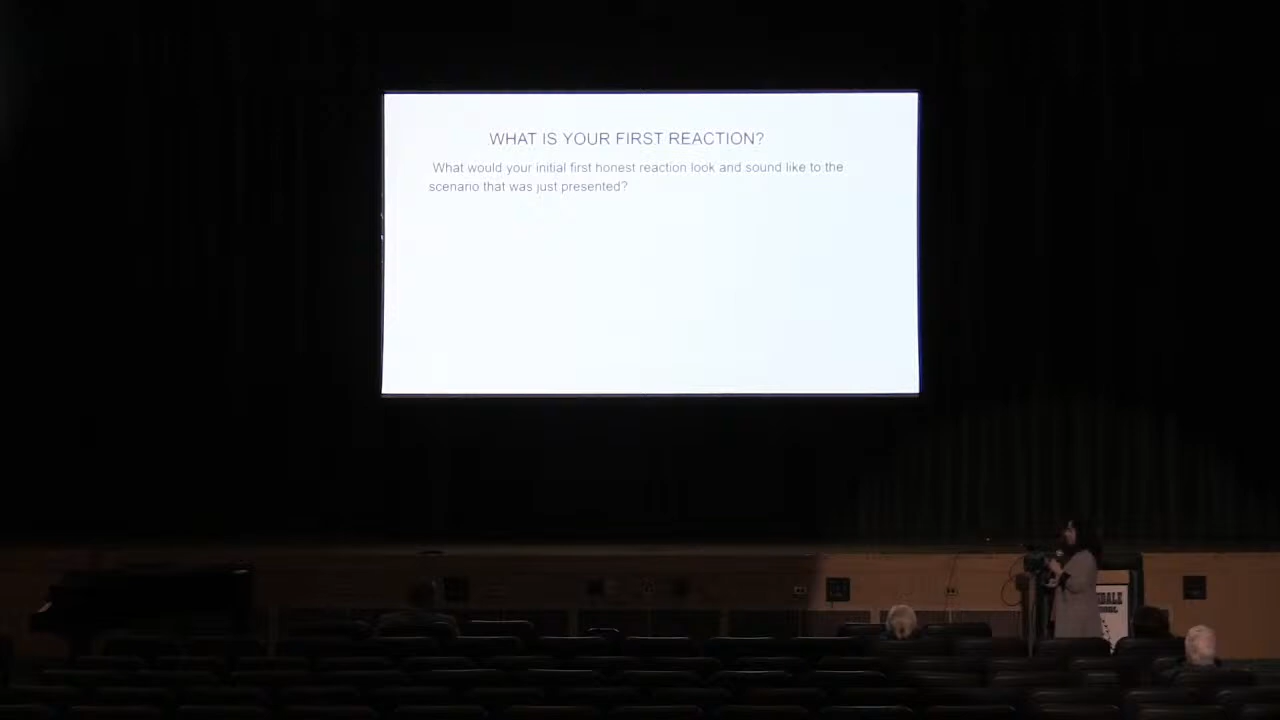 WHAT IS YOUR FIRST REACTION?
What would your initial first honest reaction look and sound like to the
scenario that was just presented?